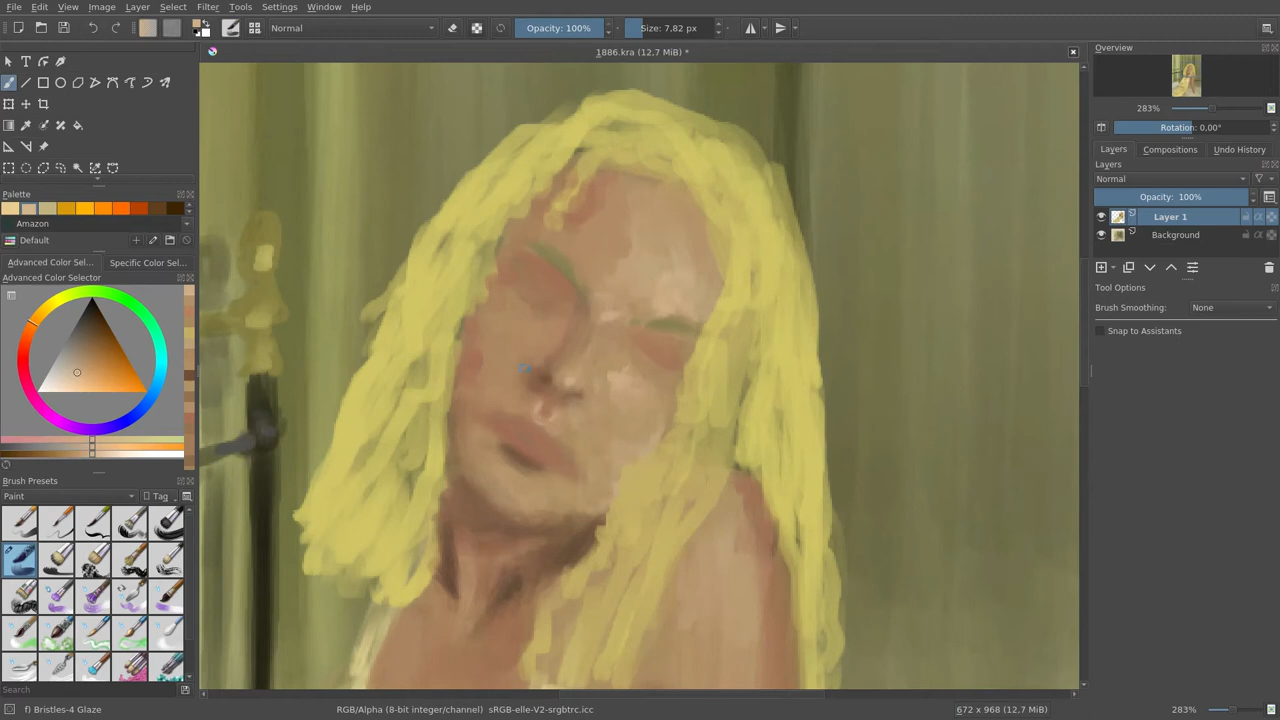 File Edit View Image Layer Select Filter Tools Settings Window Help
Normal
Opacity: 100%
Size: 7,82 px
1886.kra (12,7 MiB) *
Overview
283%
Rotation: 0,00°
Layers Compositions Undo History
Layers
Normal
Opacity: 100%
Layer 1
Background
Tool Options
Brush Smoothing: None
Snap to Assistants
Palette
Amazon
Default
Advanced Color Sel... Specific Color Sel...
Advanced Color Selector
Brush Presets
Paint
Tag
Search
f) Bristles-4 Glaze
RGB/Alpha (8-bit integer/channel) sRGB-elle-V2-srgbtrc.icc
672 x 968 (12,7 MiB)
283%